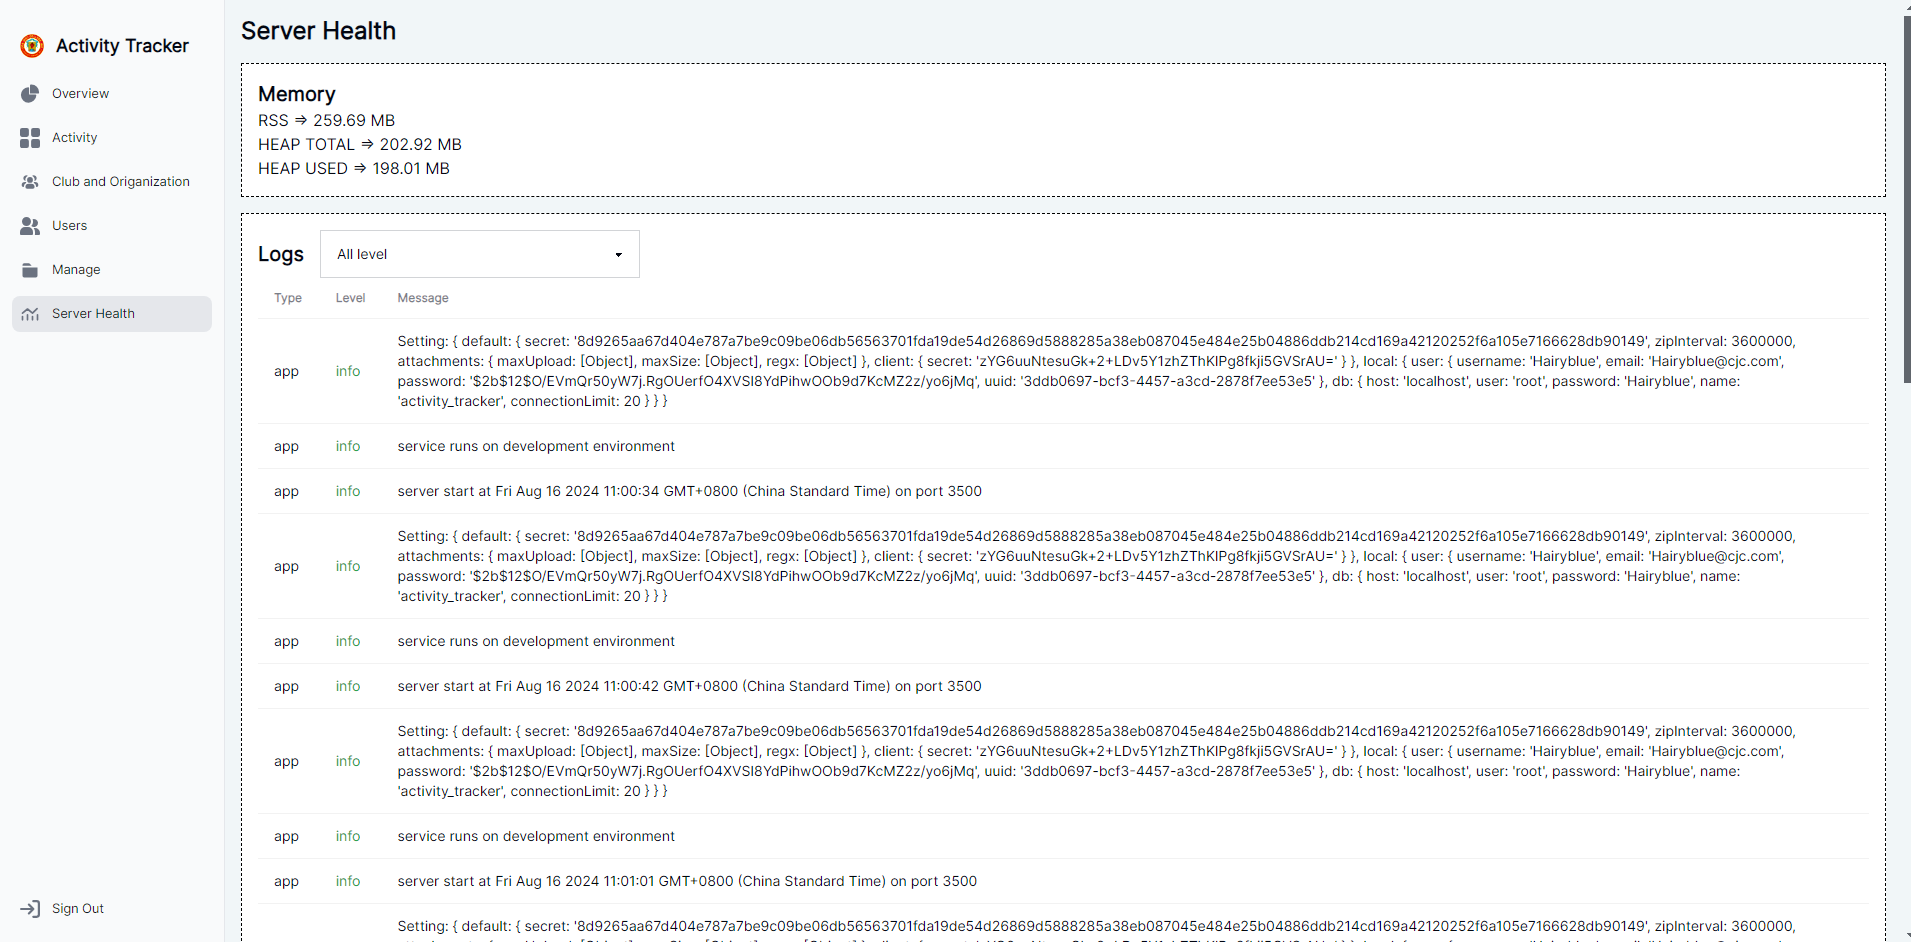 Activity Tracker
Overview
Activity
Club and Origanization
Users
Manage
Server Health
Sign Out
Server Health
Memory
RSS => 259.69 MB
HEAP TOTAL => 202.92 MB
HEAP USED => 198.01 MB
Logs
All level
Type Level Message
Setting: { default: { secret: '8d9265aa67d404e787a7be9c09be06db56563701fda19de54d26869d5888285a38eb087045e484e25b04886ddb214cd169a42120252f6a105e7166628db90149', zipInterval: 3600000,
attachments: { maxUpload: [Object], maxSize: [Object], regx: [Object] }, client: { secret: 'zYG6uuNtesuGk+2+LDv5Y1zhZThKIPg8fkji5GVSrAU=' } }, local: { user: { username: 'Hairyblue', email: 'Hairyblue@cjc.com',
app info
password: '$2b$12$O/EVmQr50yW7j.RgOUerfO4XVSI8YdPihwOOb9d7KcMZ2z/yo6jMq', uuid: '3ddb0697-bcf3-4457-a3cd-2878f7ee53e5' }, db: { host: 'localhost', user: 'root', password: 'Hairyblue', name:
'activity_tracker', connectionLimit: 20 } } }
app info service runs on development environment
app info server start at Fri Aug 16 2024 11:00:34 GMT+0800 (China Standard Time) on port 3500
Setting: { default: { secret: '8d9265aa67d404e787a7be9c09be06db56563701fda19de54d26869d5888285a38eb087045e484e25b04886ddb214cd169a42120252f6a105e7166628db90149', zipInterval: 3600000,
attachments: { maxUpload: [Object], maxSize: [Object], regx: [Object] }, client: { secret: 'zYG6uuNtesuGk+2+LDv5Y1zhZThKIPg8fkji5GVSrAU=' } }, local: { user: { username: 'Hairyblue', email: 'Hairyblue@cjc.com',
app info
password: '$2b$12$O/EVmQr50yW7j.RgOUerfO4XVSI8YdPihwOOb9d7KcMZ2z/yo6jMq', uuid: '3ddb0697-bcf3-4457-a3cd-2878f7ee53e5' }, db: { host: 'localhost', user: 'root', password: 'Hairyblue', name:
'activity_tracker', connectionLimit: 20 } } }
app info service runs on development environment
app info server start at Fri Aug 16 2024 11:00:42 GMT+0800 (China Standard Time) on port 3500
Setting: { default: { secret: '8d9265aa67d404e787a7be9c09be06db56563701fda19de54d26869d5888285a38eb087045e484e25b04886ddb214cd169a42120252f6a105e7166628db90149', zipInterval: 3600000,
attachments: { maxUpload: [Object], maxSize: [Object], regx: [Object] }, client: { secret: 'zYG6uuNtesuGk+2+LDv5Y1zhZThKIPg8fkji5GVSrAU=' } }, local: { user: { username: 'Hairyblue', email: 'Hairyblue@cjc.com',
app info
password: '$2b$12$O/EVmQr50yW7j.RgOUerfO4XVSI8YdPihwOOb9d7KcMZ2z/yo6jMq', uuid: '3ddb0697-bcf3-4457-a3cd-2878f7ee53e5' }, db: { host: 'localhost', user: 'root', password: 'Hairyblue', name:
'activity_tracker', connectionLimit: 20 } } }
app info service runs on development environment
app info server start at Fri Aug 16 2024 11:01:01 GMT+0800 (China Standard Time) on port 3500
Setting: { default: { secret: '8d9265aa67d404e787a7be9c09be06db56563701fda19de54d26869d5888285a38eb087045e484e25b04886ddb214cd169a42120252f6a105e7166628db90149', zipInterval: 3600000,